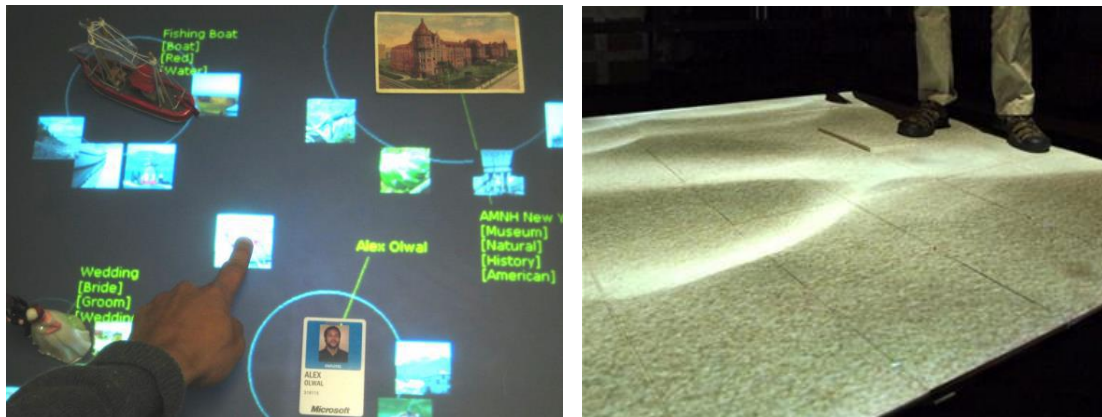 Fishing Boat
[Boat]
[Red]
[Water]
AMNH New Y
[Museum]
[Natural]
[History]
[American]
Alex Olwal
Wedding
[Bride]
[Groom]
[Wedding
ALEX
OLWAL
Microsoft